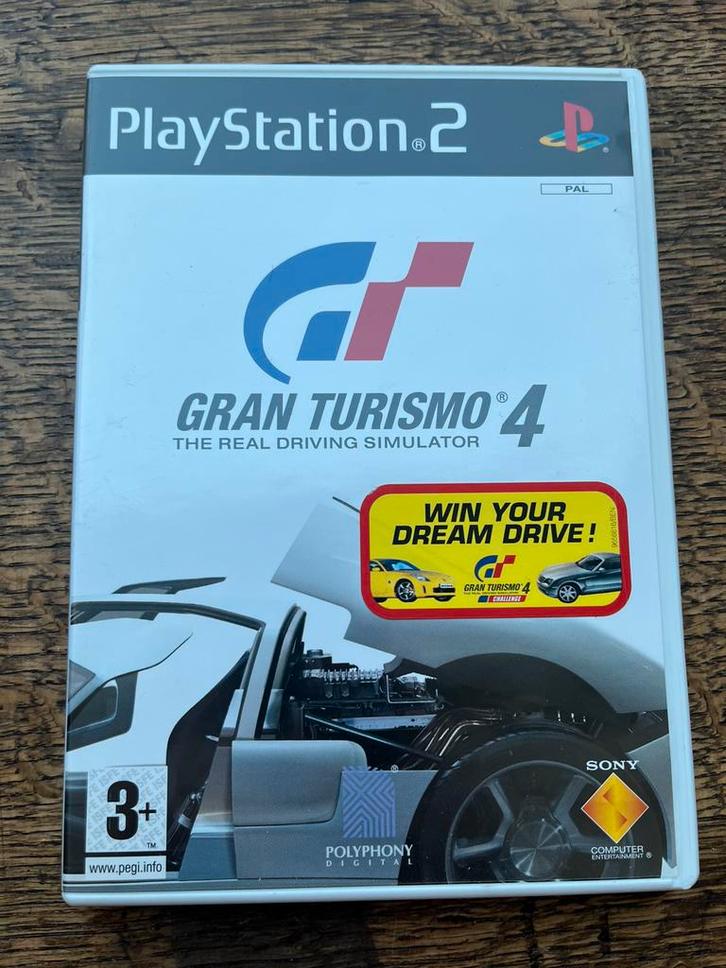 PlayStation®2
PAL
GRAN TURISMO®4
THE REAL DRIVING SIMULATOR
WIN YOUR
DREAM DRIVE!
GRAN TURISMO 4
CHALLENGE
3+
TM
www.pegi.info
POLYPHONY
DIGITAL
®
SONY
COMPUTER
ENTERTAINMENT®